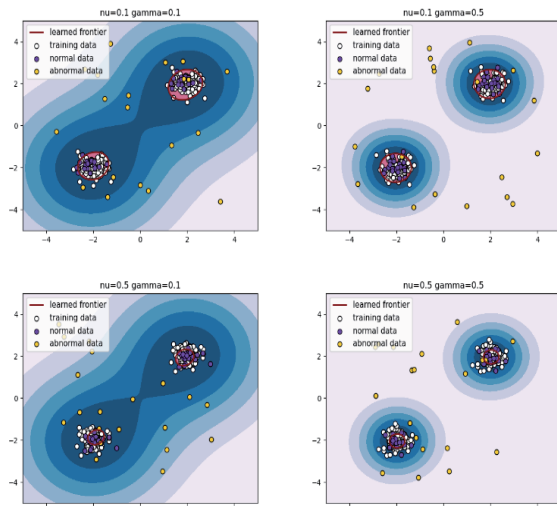 nu=0.1 gamma=0.1
learned frontier
training data
normal data
abnormal data
4
2
0
−2
−4
−4
−2
0
2
4
nu=0.1 gamma=0.5
learned frontier
training data
normal data
abnormal data
4
2
0
−2
−4
−4
−2
0
2
4
nu=0.5 gamma=0.1
learned frontier
training data
normal data
abnormal data
4
2
0
−2
−4
nu=0.5 gamma=0.5
learned frontier
training data
normal data
abnormal data
4
2
0
−2
−4